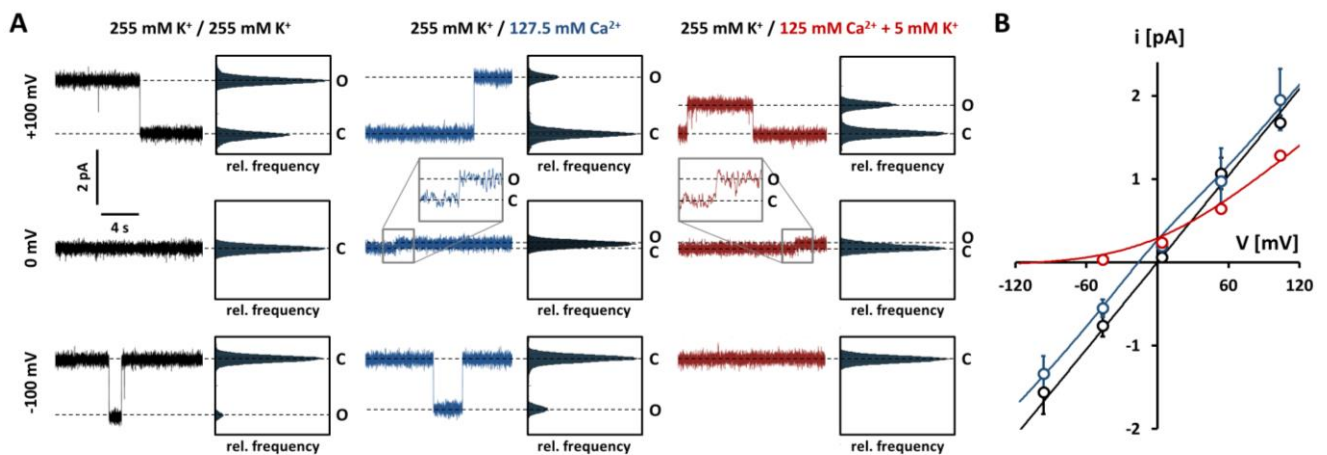 A
255 mM K⁺ / 255 mM K⁺
255 mM K⁺ / 127.5 mM Ca²⁺
255 mM K⁺ / 125 mM Ca²⁺ + 5 mM K⁺
+100 mV
O
C
rel. frequency
O
C
rel. frequency
O
C
rel. frequency
2 pA
4 s
O
C
O
C
0 mV
C
rel. frequency
O
C
rel. frequency
O
C
rel. frequency
-100 mV
C
O
rel. frequency
C
O
rel. frequency
C
rel. frequency
B
i [pA]
2
1
V [mV]
-120
-60
60
120
-1
-2